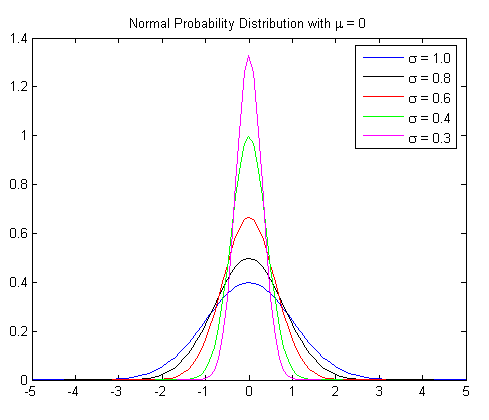 Normal Probability Distribution with μ = 0
1.4
1.2
1
0.8
0.6
0.4
0.2
0
σ = 1.0
σ = 0.8
σ = 0.6
σ = 0.4
σ = 0.3
-5 -4 -3 -2 -1 0 1 2 3 4 5